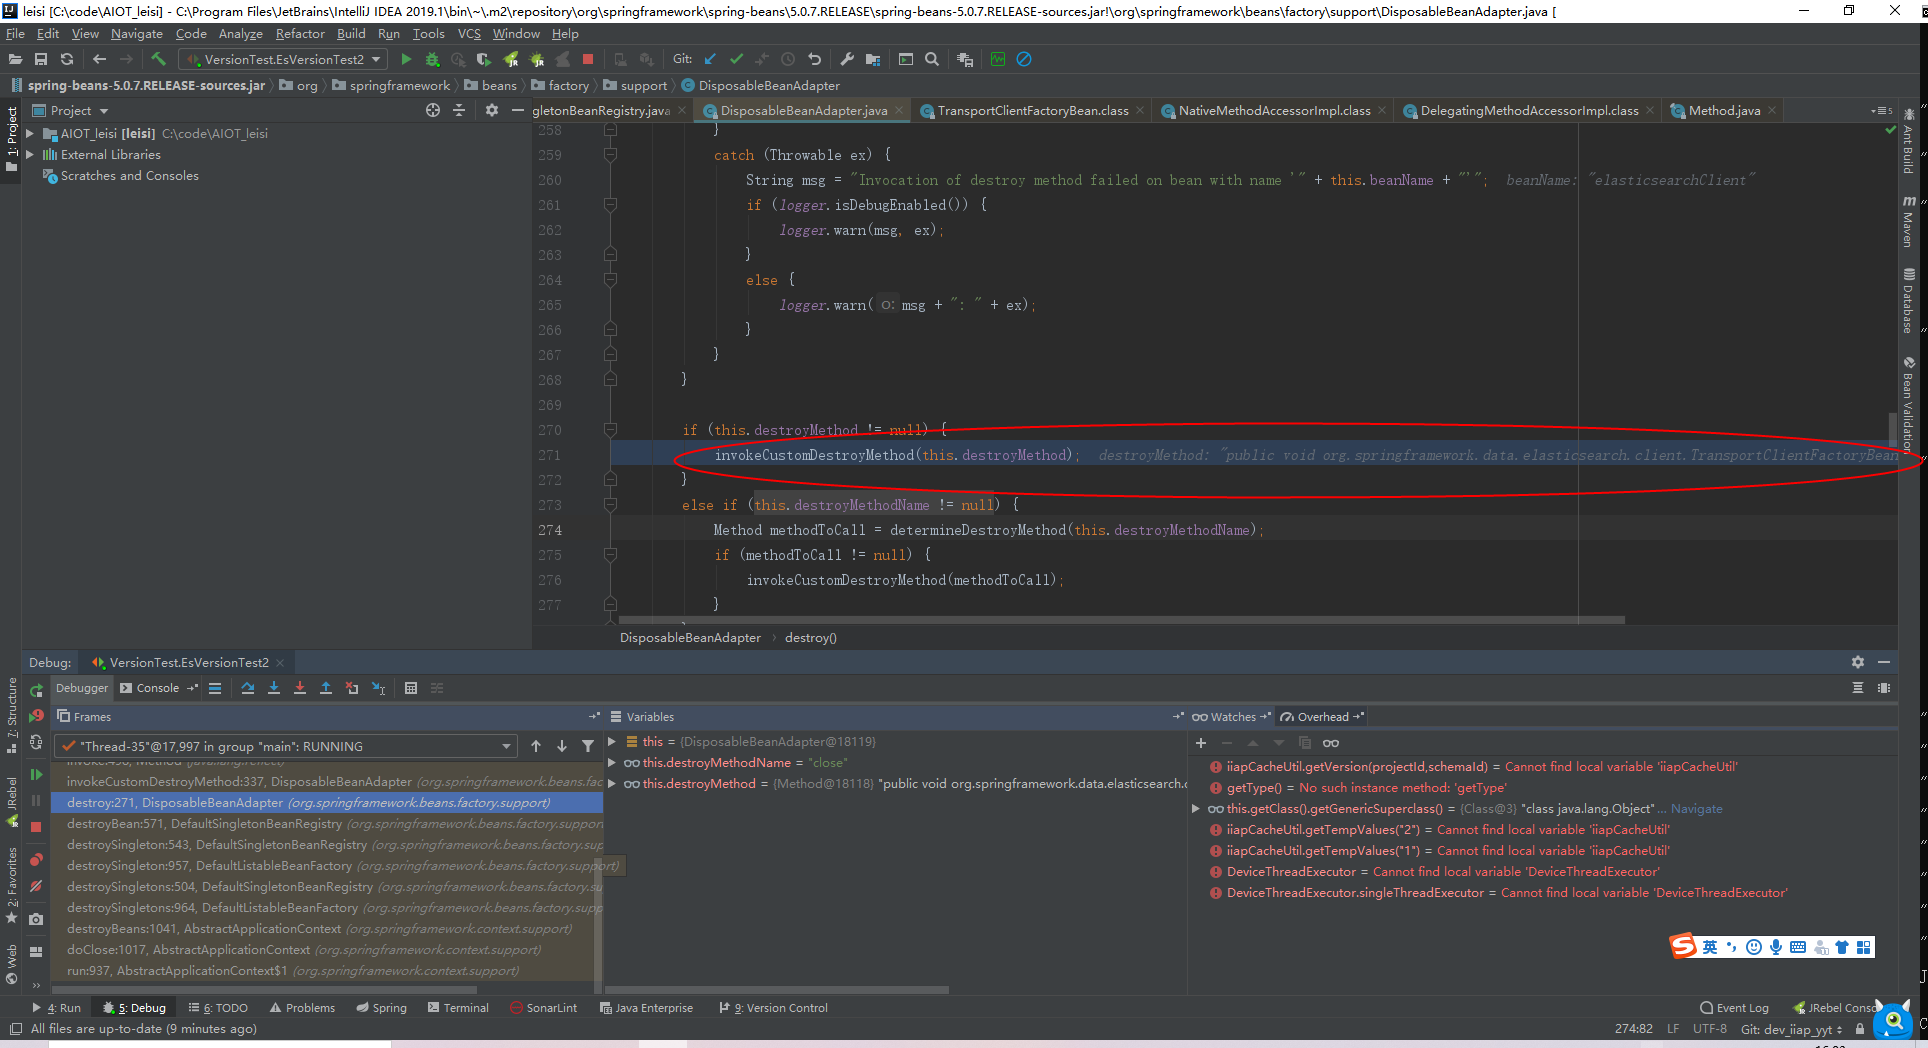 leisi [C:\code\AIOT_leisi] - C:\Program Files\JetBrains\IntelliJ IDEA 2019.1\bin\~\.m2\repository\org\springframework\spring-beans\5.0.7.RELEASE\spring-beans-5.0.7.RELEASE-sources.jar!\org\springframework\beans\factory\support\DisposableBeanAdapter.java [
File Edit View Navigate Code Analyze Refactor Build Run Tools VCS Window Help
VersionTest.EsVersionTest2 Git:
spring-beans-5.0.7.RELEASE-sources.jar org springframework beans factory support DisposableBeanAdapter
1: Project
Project
gletonBeanRegistry.java DisposableBeanAdapter.java TransportClientFactoryBean.class NativeMethodAccessorImpl.class DelegatingMethodAccessorImpl.class Method.java
AIOT_leisi [leisi] C:\code\AIOT_leisi
External Libraries
Scratches and Consoles
258 }
259 catch (Throwable ex) {
260 String msg = "Invocation of destroy method failed on bean with name '" + this.beanName + "'"; beanName: "elasticsearchClient"
261 if (logger.isDebugEnabled()) {
262 logger.warn(msg, ex);
263 }
264 else {
265 logger.warn( o: msg + ": " + ex);
266 }
267 }
268 }
269
270 if (this.destroyMethod != null) {
271 invokeCustomDestroyMethod(this.destroyMethod); destroyMethod: "public void org.springframework.data.elasticsearch.client.TransportClientFactoryBean
272 }
273 else if (this.destroyMethodName != null) {
274 Method methodToCall = determineDestroyMethod(this.destroyMethodName);
275 if (methodToCall != null) {
276 invokeCustomDestroyMethod(methodToCall);
277 }
DisposableBeanAdapter › destroy()
Ant Build
Maven
Database
Bean Validation
Debug: VersionTest.EsVersionTest2
Debugger Console
Frames
Variables
Watches Overhead
"Thread-35"@17,997 in group "main": RUNNING
invokeCustomDestroyMethod:337, DisposableBeanAdapter (org.springframework.beans.fac
destroy:271, DisposableBeanAdapter (org.springframework.beans.factory.support)
destroyBean:571, DefaultSingletonBeanRegistry (org.springframework.beans.factory.support
destroySingleton:543, DefaultSingletonBeanRegistry (org.springframework.beans.factory.sup
destroySingleton:957, DefaultListableBeanFactory (org.springframework.beans.factory.support)
destroySingletons:504, DefaultSingletonBeanRegistry (org.springframework.beans.factory.su
destroySingletons:964, DefaultListableBeanFactory (org.springframework.beans.factory.supp
destroyBeans:1041, AbstractApplicationContext (org.springframework.context.support)
doClose:1017, AbstractApplicationContext (org.springframework.context.support)
run:937, AbstractApplicationContext$1 (org.springframework.context.support)
this = {DisposableBeanAdapter@18119}
this.destroyMethodName = "close"
this.destroyMethod = {Method@18118} "public void org.springframework.data.elasticsearch.c
iiapCacheUtil.getVersion(projectId,schemaId) = Cannot find local variable 'iiapCacheUtil'
getType() = No such instance method: 'getType'
this.getClass().getGenericSuperclass() = {Class@3} "class java.lang.Object" ... Navigate
iiapCacheUtil.getTempValues("2") = Cannot find local variable 'iiapCacheUtil'
iiapCacheUtil.getTempValues("1") = Cannot find local variable 'iiapCacheUtil'
DeviceThreadExecutor = Cannot find local variable 'DeviceThreadExecutor'
DeviceThreadExecutor.singleThreadExecutor = Cannot find local variable 'DeviceThreadExecutor'
7: Structure
JRebel
2: Favorites
Web
英
4: Run 5: Debug 6: TODO Problems Spring Terminal SonarLint Java Enterprise 9: Version Control Event Log JRebel Conso
All files are up-to-date (9 minutes ago) 274:82 LF UTF-8 Git: dev_iiap_yyt